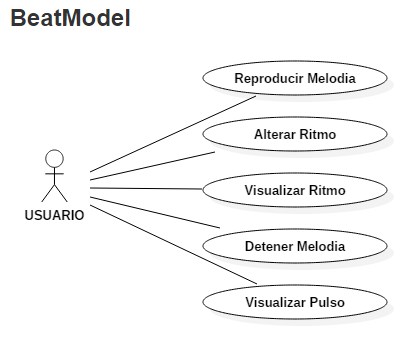 BeatModel
Reproducir Melodia
Alterar Ritmo
Visualizar Ritmo
USUARIO
Detener Melodia
Visualizar Pulso